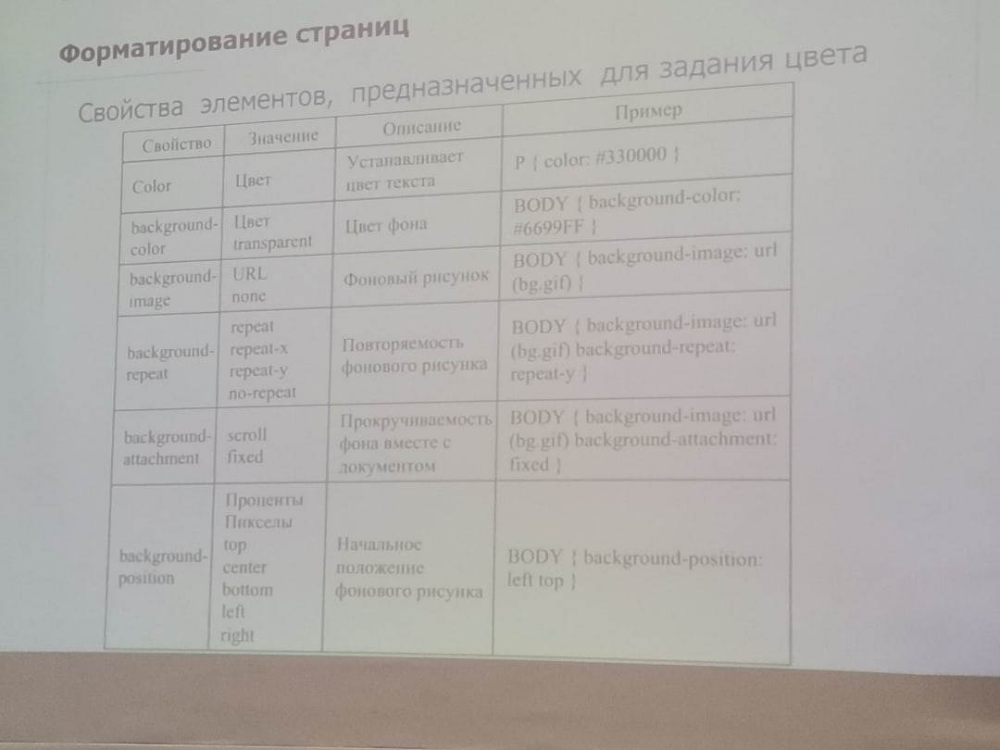 Форматирование страниц
Свойства элементов, предназначенных для задания цвета
Свойство Значение Описание Пример
Color Цвет Устанавливает P { color: #330000 }
цвет текста
background- Цвет Цвет фона BODY { background-color:
color transparent #6699FF }
background- URL Фоновый рисунок BODY { background-image: url
image none (bg.gif) }
background- repeat Повторяемость BODY { background-image: url
repeat repeat-x фонового рисунка (bg.gif) background-repeat:
repeat-y repeat-y }
no-repeat
background- scroll Прокручиваемость BODY { background-image: url
attachment fixed фона вместе с (bg.gif) background-attachment:
документом fixed }
background- Проценты Начальное BODY { background-position:
position Пикселы положение left top }
top фонового рисунка
center
bottom
left
right